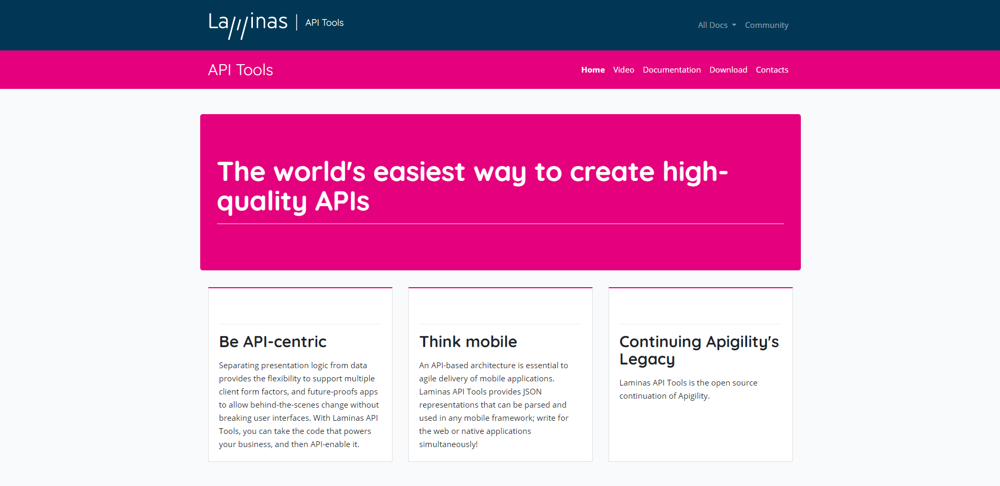 Laminas | API Tools
All Docs Community
API Tools
Home Video Documentation Download Contacts
The world's easiest way to create high-
quality APIs
Be API-centric
Separating presentation logic from data
provides the flexibility to support multiple
client form factors, and future-proofs apps
to allow behind-the-scenes change without
breaking user interfaces. With Laminas API
Tools, you can take the code that powers
your business, and then API-enable it.
Think mobile
An API-based architecture is essential to
agile delivery of mobile applications.
Laminas API Tools provides JSON
representations that can be parsed and
used in any mobile framework; write for
the web or native applications
simultaneously!
Continuing Apigility's
Legacy
Laminas API Tools is the open source
continuation of Apigility.